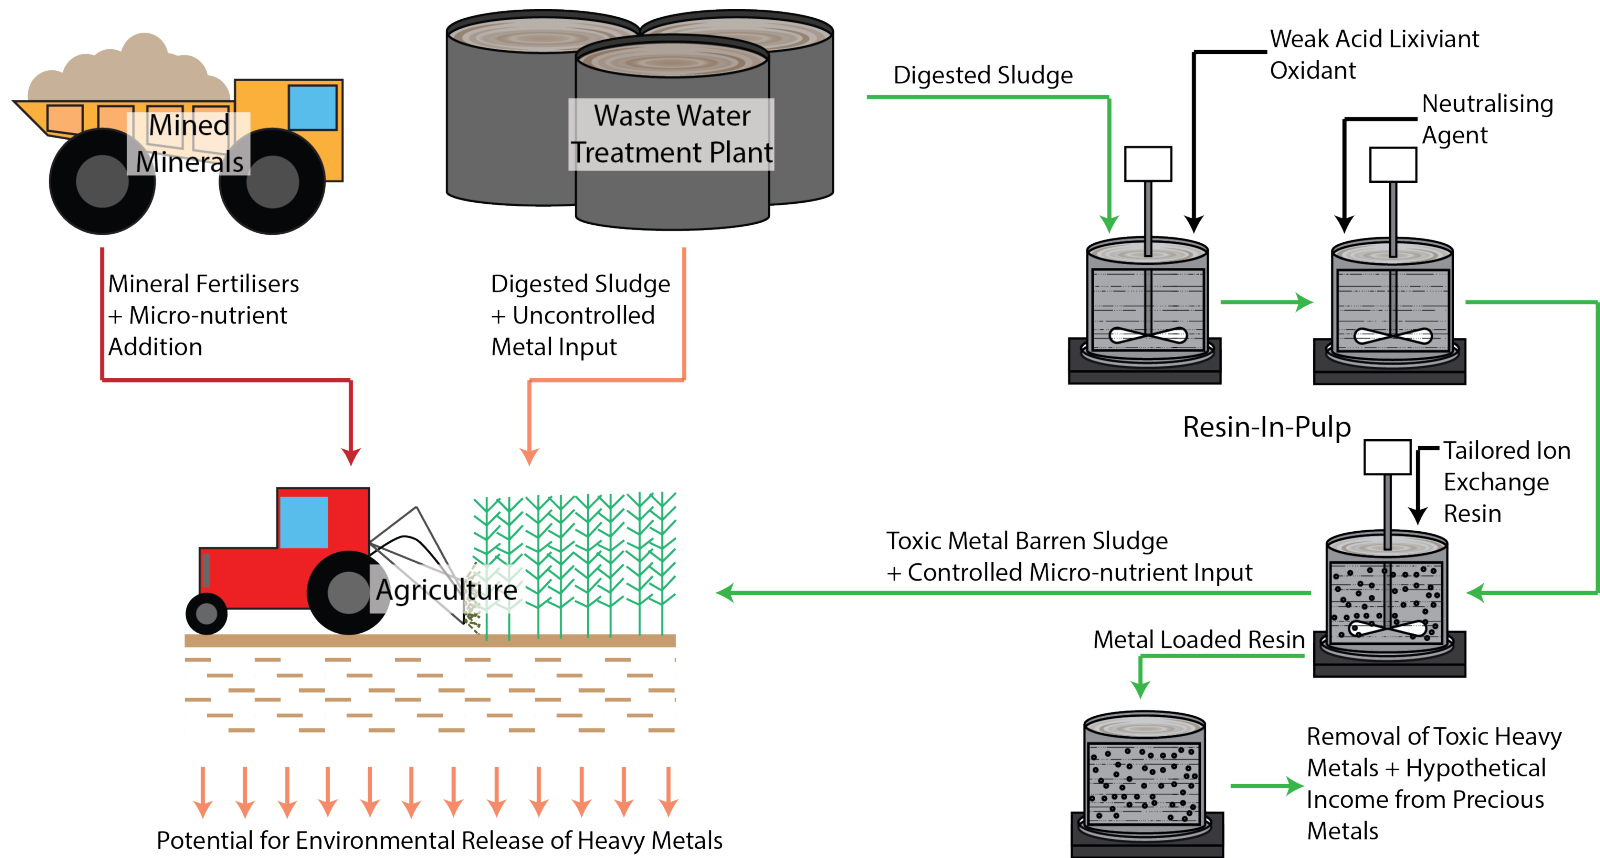 Mined
Minerals
Waste Water
Treatment Plant
Digested Sludge
Weak Acid Lixiviant
Oxidant
Neutralising
Agent
Mineral Fertilisers
+ Micro-nutrient
Addition
Digested Sludge
+ Uncontrolled
Metal Input
Resin-In-Pulp
Tailored Ion
Exchange
Resin
Agriculture
Toxic Metal Barren Sludge
+ Controlled Micro-nutrient Input
Metal Loaded Resin
Removal of Toxic Heavy
Metals + Hypothetical
Income from Precious
Metals
Potential for Environmental Release of Heavy Metals